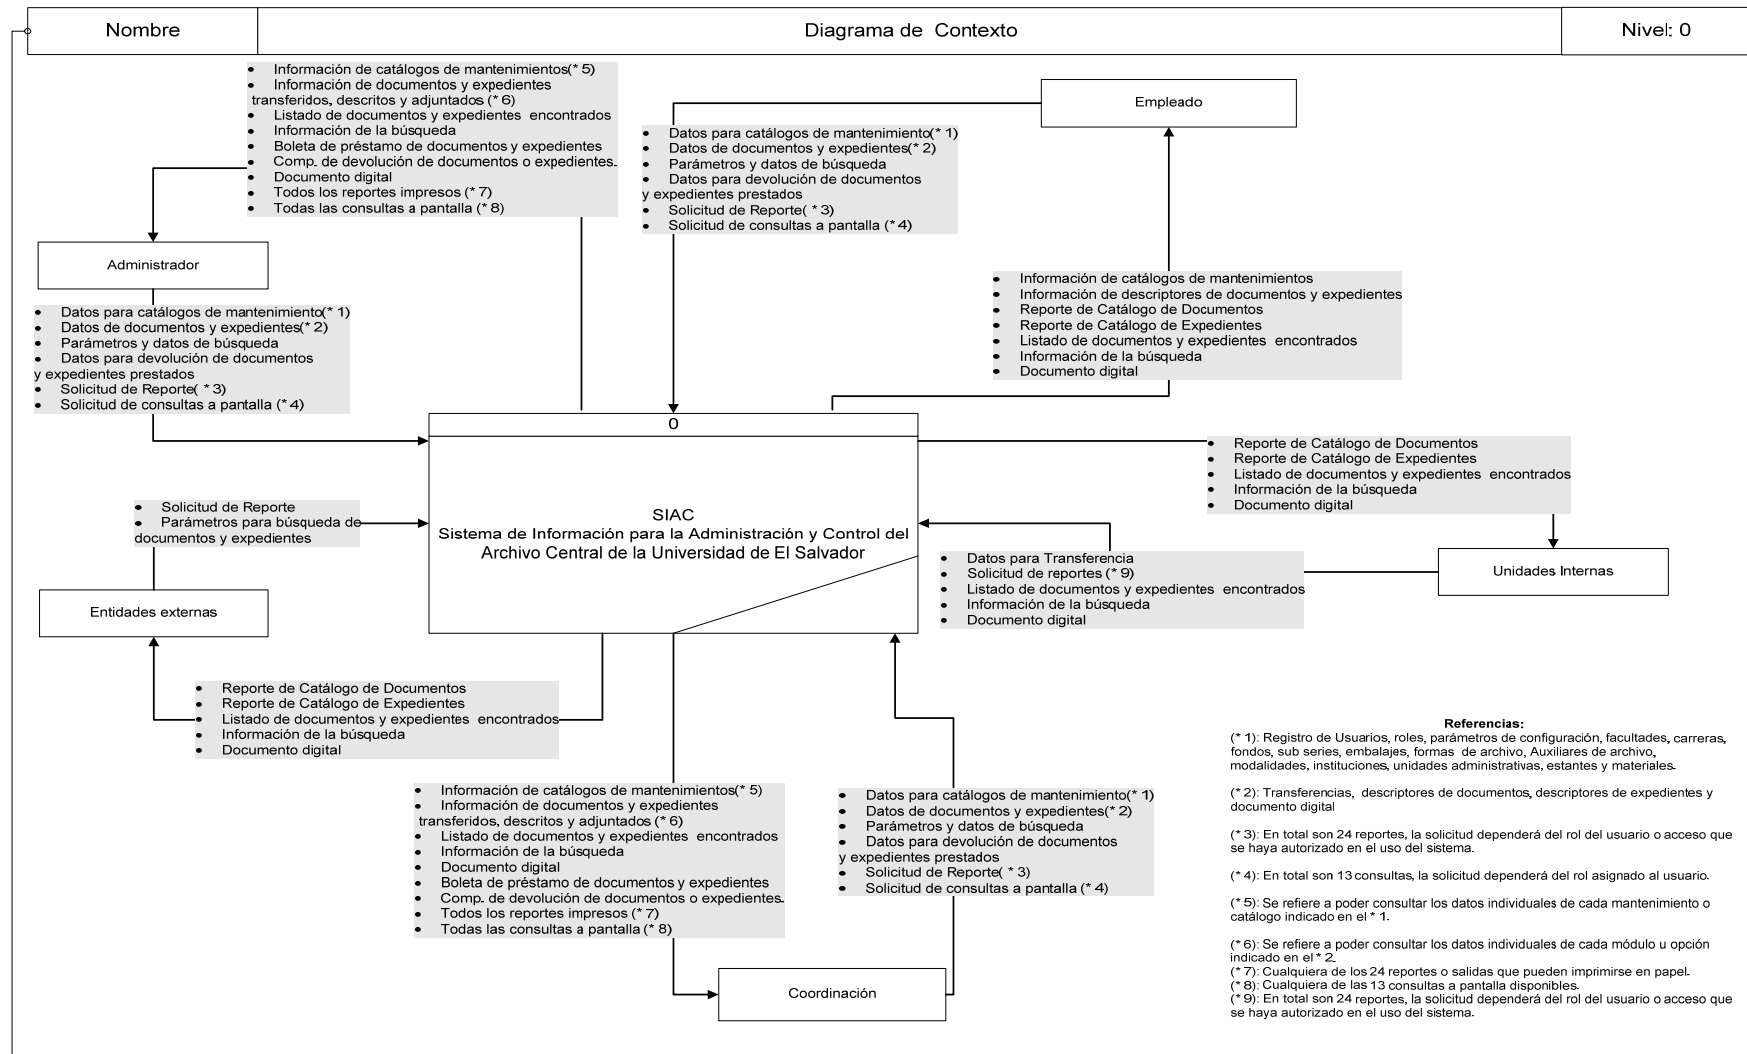 Nombre
Diagrama de Contexto
Nivel: 0
• Información de catálogos de mantenimientos(* 5)
• Información de documentos y expedientes
transferidos, descritos y adjuntados (* 6)
• Listado de documentos y expedientes encontrados
• Información de la búsqueda
• Boleta de préstamo de documentos y expedientes
• Comp. de devolución de documentos o expedientes.
• Documento digital
• Todos los reportes impresos (* 7)
• Todas las consultas a pantalla (* 8)
Empleado
• Datos para catálogos de mantenimiento(* 1)
• Datos de documentos y expedientes(* 2)
• Parámetros y datos de búsqueda
• Datos para devolución de documentos
y expedientes prestados
• Solicitud de Reporte( * 3)
• Solicitud de consultas a pantalla (* 4)
Administrador
• Información de catálogos de mantenimientos
• Información de descriptores de documentos y expedientes
• Reporte de Catálogo de Documentos
• Reporte de Catálogo de Expedientes
• Listado de documentos y expedientes encontrados
• Información de la búsqueda
• Documento digital
• Datos para catálogos de mantenimiento(* 1)
• Datos de documentos y expedientes(* 2)
• Parámetros y datos de búsqueda
• Datos para devolución de documentos
y expedientes prestados
• Solicitud de Reporte( * 3)
• Solicitud de consultas a pantalla (* 4)
0
SIAC
Sistema de Información para la Administración y Control del
Archivo Central de la Universidad de El Salvador
• Reporte de Catálogo de Documentos
• Reporte de Catálogo de Expedientes
• Listado de documentos y expedientes encontrados
• Información de la búsqueda
• Documento digital
• Solicitud de Reporte
• Parámetros para búsqueda de
documentos y expedientes
• Datos para Transferencia
• Solicitud de reportes (* 9)
• Listado de documentos y expedientes encontrados
• Información de la búsqueda
• Documento digital
Unidades Internas
Entidades externas
• Reporte de Catálogo de Documentos
• Reporte de Catálogo de Expedientes
• Listado de documentos y expedientes encontrados
• Información de la búsqueda
• Documento digital
• Información de catálogos de mantenimientos(* 5)
• Información de documentos y expedientes
transferidos, descritos y adjuntados (* 6)
• Listado de documentos y expedientes encontrados
• Información de la búsqueda
• Documento digital
• Boleta de préstamo de documentos y expedientes
• Comp. de devolución de documentos o expedientes.
• Todos los reportes impresos (* 7)
• Todas las consultas a pantalla (* 8)
• Datos para catálogos de mantenimiento(* 1)
• Datos de documentos y expedientes(* 2)
• Parámetros y datos de búsqueda
• Datos para devolución de documentos
y expedientes prestados
• Solicitud de Reporte( * 3)
• Solicitud de consultas a pantalla (* 4)
Coordinación
Referencias:
(* 1): Registro de Usuarios, roles, parámetros de configuración, facultades, carreras,
fondos, sub series, embalajes, formas de archivo, Auxiliares de archivo,
modalidades, instituciones, unidades administrativas, estantes y materiales.
(* 2): Transferencias, descriptores de documentos, descriptores de expedientes y
documento digital
(* 3): En total son 24 reportes, la solicitud dependerá del rol del usuario o acceso que
se haya autorizado en el uso del sistema.
(* 4): En total son 13 consultas, la solicitud dependerá del rol asignado al usuario.
(* 5): Se refiere a poder consultar los datos individuales de cada mantenimiento o
catálogo indicado en el * 1.
(* 6): Se refiere a poder consultar los datos individuales de cada módulo u opción
indicado en el * 2.
(* 7): Cualquiera de los 24 reportes o salidas que pueden imprimirse en papel.
(* 8): Cualquiera de las 13 consultas a pantalla disponibles.
(* 9): En total son 24 reportes, la solicitud dependerá del rol del usuario o acceso que
se haya autorizado en el uso del sistema.